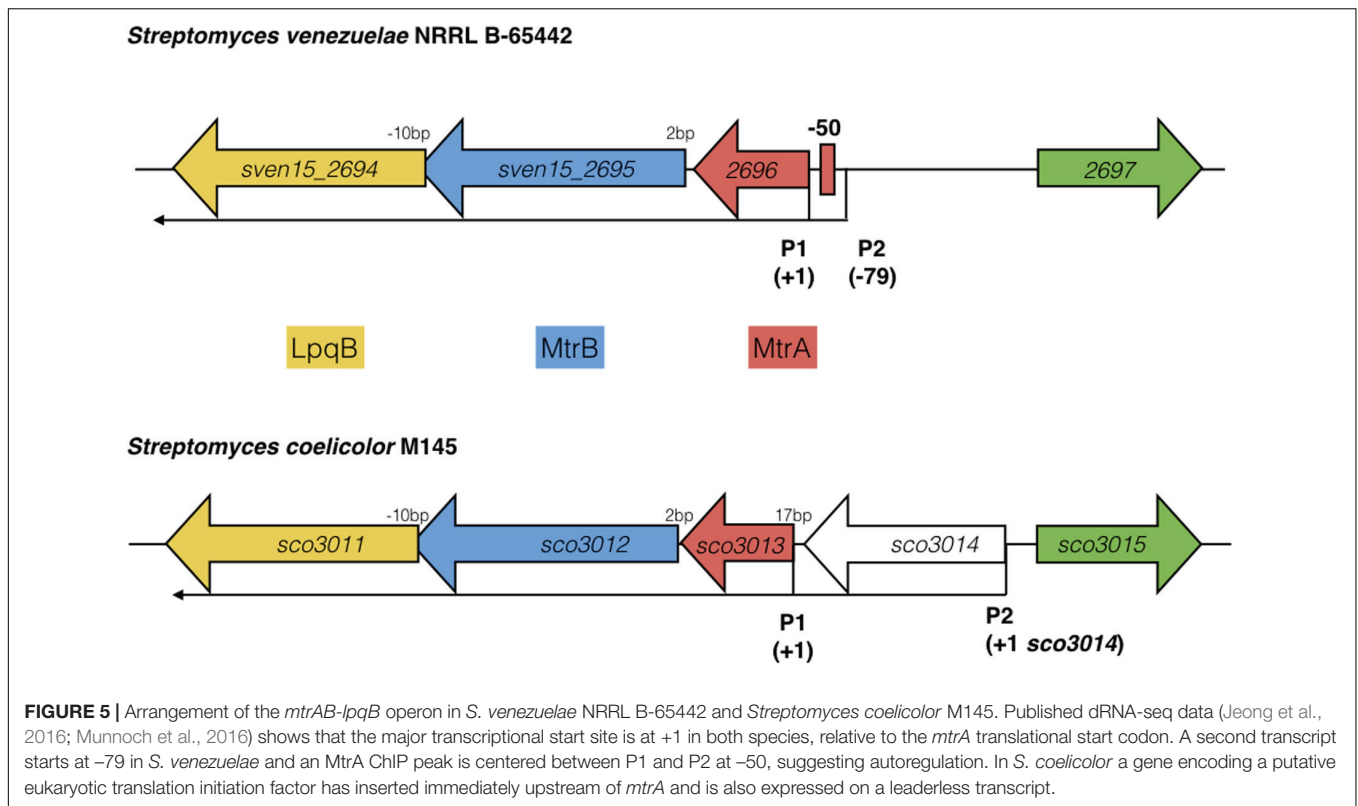 Streptomyces venezuelae NRRL B-65442
-10bp 2bp -50
sven15_2694 sven15_2695 2696 2697
P1 P2
(+1) (-79)
LpqB MtrB MtrA
Streptomyces coelicolor M145
-10bp 2bp 17bp
sco3011 sco3012 sco3013 sco3014 sco3015
P1 P2
(+1) (+1 sco3014)
FIGURE 5 | Arrangement of the mtrAB-lpqB operon in S. venezuelae NRRL B-65442 and Streptomyces coelicolor M145. Published dRNA-seq data (Jeong et al.,
2016; Munnoch et al., 2016) shows that the major transcriptional start site is at +1 in both species, relative to the mtrA translational start codon. A second transcript
starts at –79 in S. venezuelae and an MtrA ChIP peak is centered between P1 and P2 at –50, suggesting autoregulation. In S. coelicolor a gene encoding a putative
eukaryotic translation initiation factor has inserted immediately upstream of mtrA and is also expressed on a leaderless transcript.